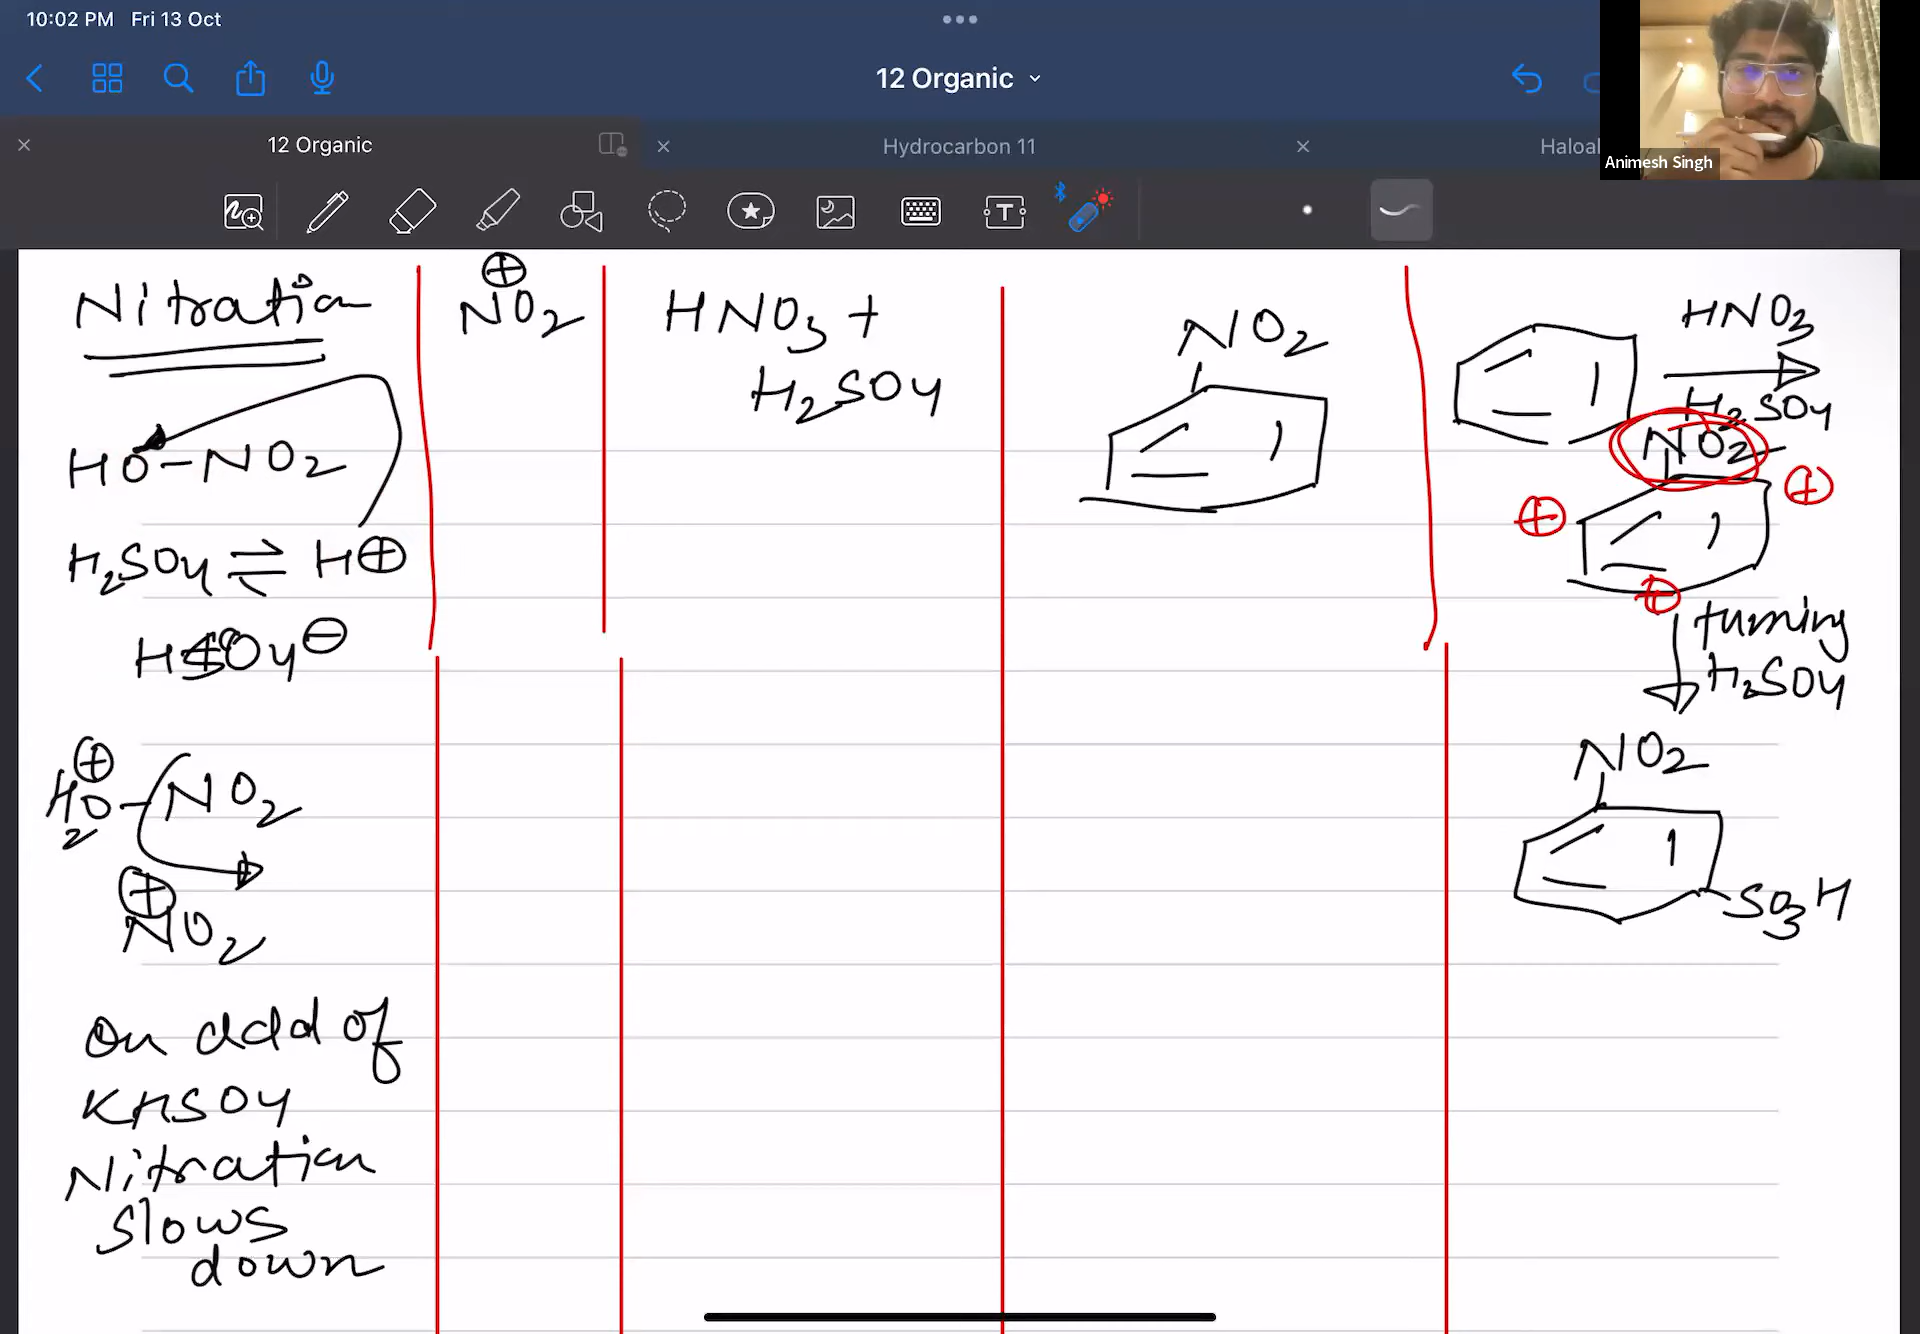 10:02 PM Fri 13 Oct
12 Organic
12 Organic
Hydrocarbon 11
Haloal
Animesh Singh
Nitration
HO-NO2
H2SO4 ⇌ H⊕
HSO4⊖
⊕
H2O-NO2
⊕
NO2
On add of
KHSO4
Nitration
slows
down
⊕
NO2
HNO3 +
H2SO4
NO2
HNO3
H2SO4
NO2
⊕ ⊕
⊕
fuming
H2SO4
NO2
SO3H